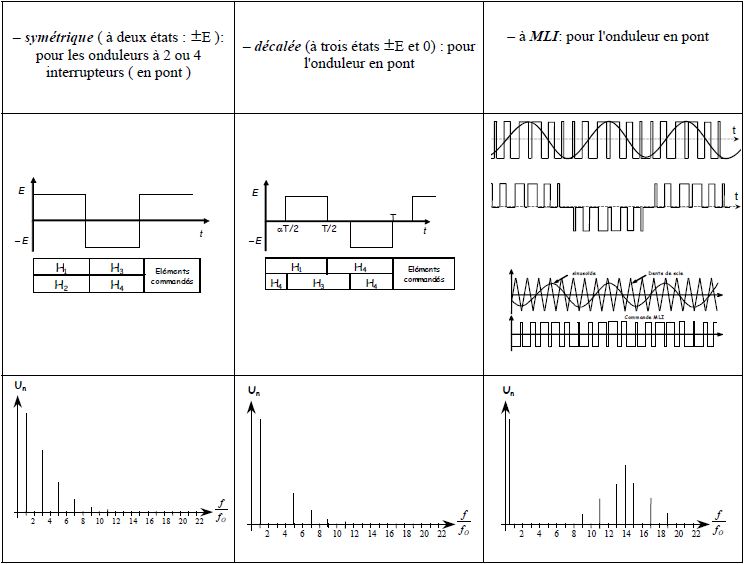 – symétrique ( à deux états : ±E ):
pour les onduleurs à 2 ou 4
interrupteurs ( en pont )
– décalée (à trois états ±E et 0) : pour
l'onduleur en pont
– à MLI: pour l'onduleur en pont
E
– E
t
H1 H3 Eléments
commandés
H2 H4
E
– E
αT/2 T/2 T
t
H1 H4 Eléments
commandés
H4 H3 H4
t
t
sinusoïde Dents de scie
Commande MLI
Un
2 4 6 8 10 12 14 16 18 20 22
f
fO
Un
2 4 6 8 10 12 14 16 18 20 22
f
fO
Un
2 4 6 8 10 12 14 16 18 20 22
f
fO